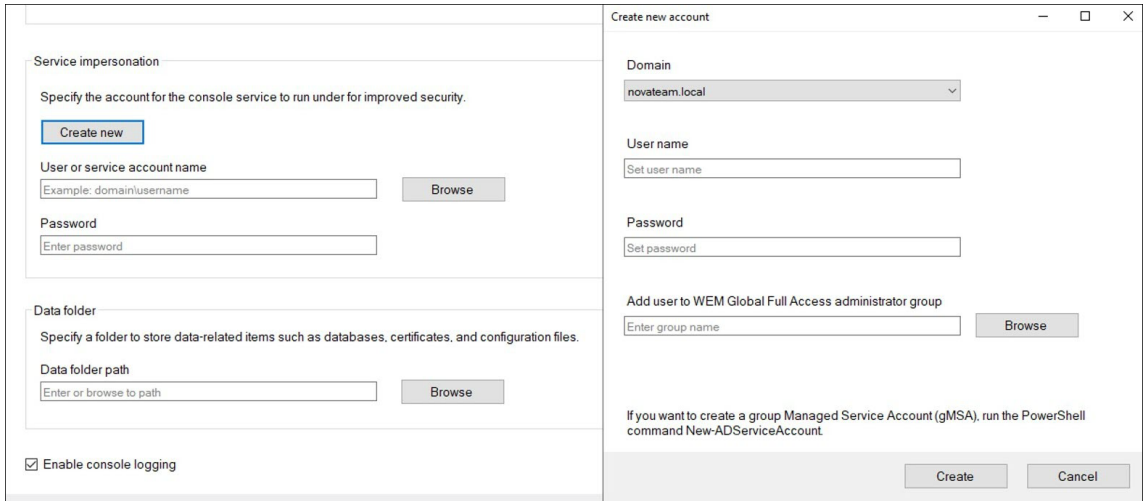 Service impersonation
Specify the account for the console service to run under for improved security.
Create new
User or service account name
Example: domain\username
Browse
Password
Enter password
Data folder
Specify a folder to store data-related items such as databases, certificates, and configuration files.
Data folder path
Enter or browse to path
Browse
Enable console logging
Create new account
Domain
novateam.local
User name
Set user name
Password
Set password
Add user to WEM Global Full Access administrator group
Enter group name
Browse
If you want to create a group Managed Service Account (gMSA), run the PowerShell
command New-ADServiceAccount.
Create
Cancel